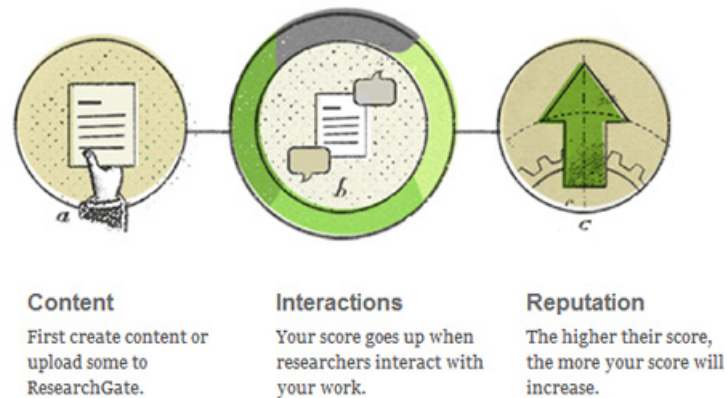 a
b
c
Content
First create content or
upload some to
ResearchGate.
Interactions
Your score goes up when
researchers interact with
your work.
Reputation
The higher their score,
the more your score will
increase.